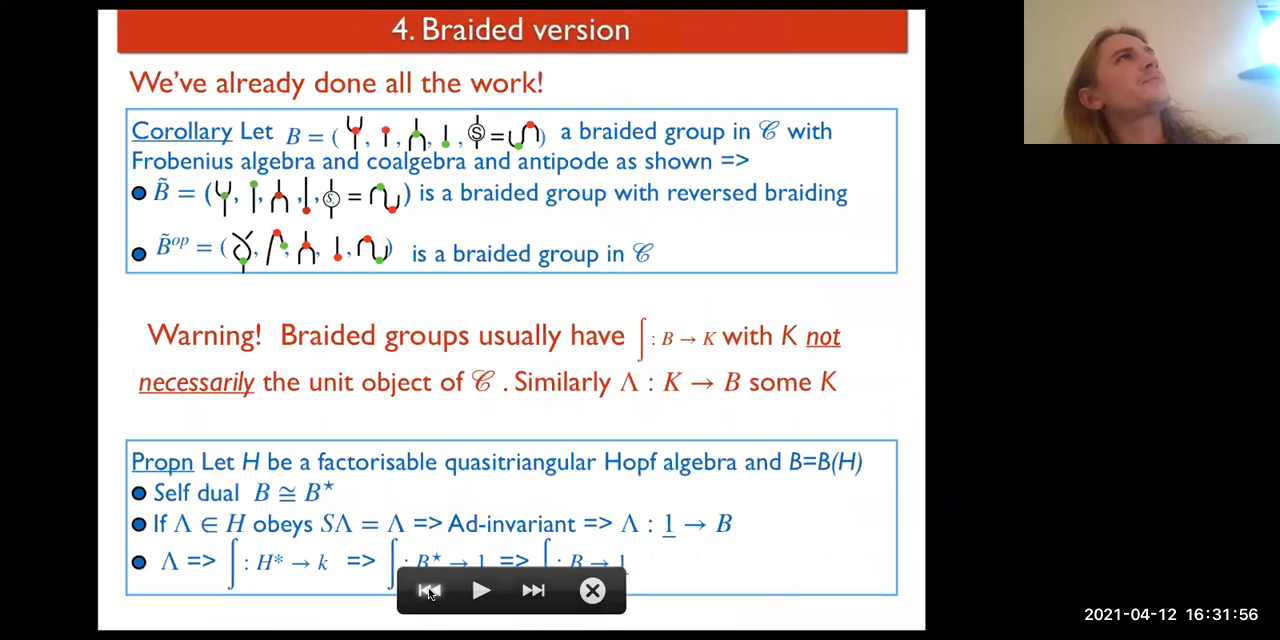 4. Braided version
We've already done all the work!
Corollary Let B = ( , , , , Ⓢ = ) a braided group in 𝒞 with
Frobenius algebra and coalgebra and antipode as shown =>
● B̃ = ( , , , , Ⓢ = ) is a braided group with reversed braiding
● B̃ᵒᵖ = ( , , , , ) is a braided group in 𝒞
Warning! Braided groups usually have ∫ : B → K with K not
necessarily the unit object of 𝒞 . Similarly Λ : K → B some K
Propn Let H be a factorisable quasitriangular Hopf algebra and B=B(H)
● Self dual B ≅ B⋆
● If Λ ∈ H obeys SΛ = Λ => Ad-invariant => Λ : 1 → B
● Λ => ∫ : H* → k => ∫ : B⋆ → 1 => ∫ : B → 1
2021-04-12 16:31:56